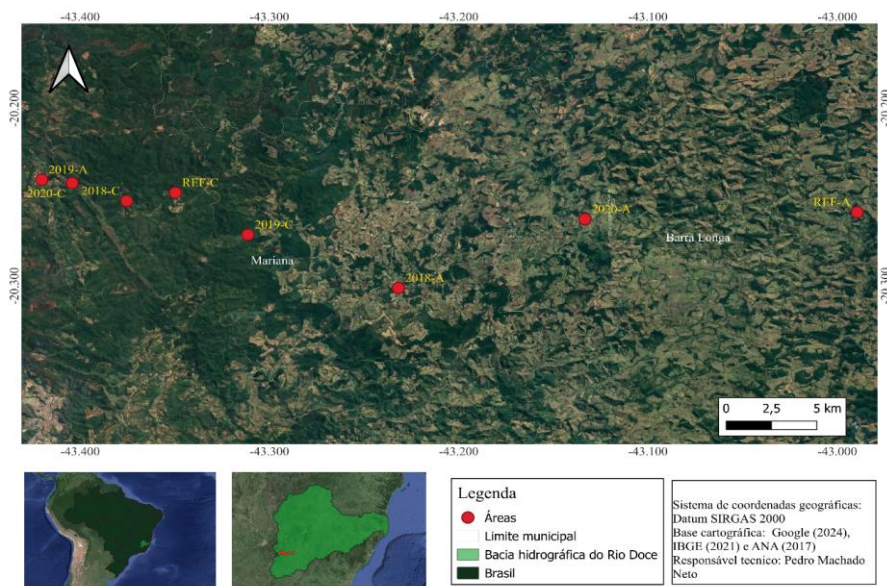 -43.400
-43.300
-43.200
-43.100
-43.000
-20.200
-20.200
2019-A
2020-C
2018-C
REF-C
2019-C
Mariana
2018-A
2020-A
Barra Longa
REF-A
-20.300
-20.300
0 2,5 5 km
-43.400
-43.300
-43.200
-43.100
-43.000
Legenda
Áreas
Limite municipal
Bacia hidrográfica do Rio Doce
Brasil
Sistema de coordenadas geográficas:
Datum SIRGAS 2000
Base cartográfica: Google (2024),
IBGE (2021) e ANA (2017)
Responsável tecnico: Pedro Machado
Neto